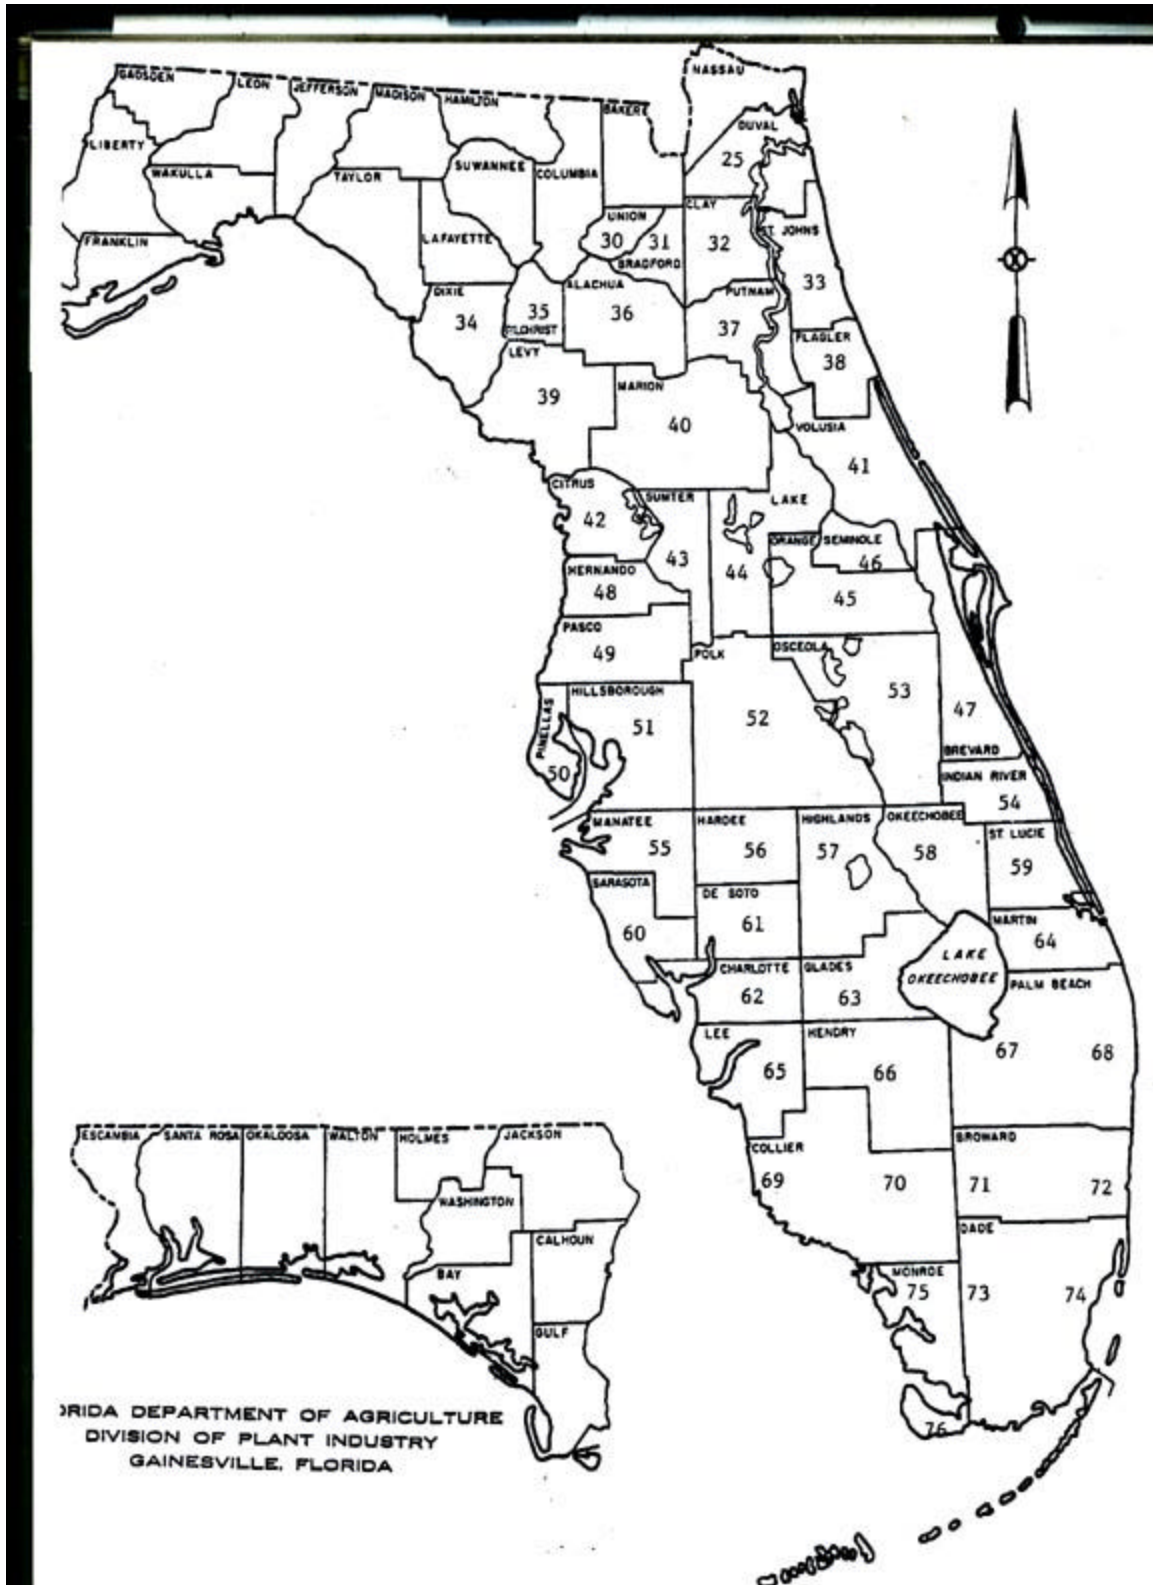 NASSAU
GADSDEN
LEON
JEFFERSON
MADISON
HAMILTON
BAKER
DUVAL
25
LIBERTY
WAKULLA
TAYLOR
SUWANNEE
COLUMBIA
UNION
30
31
BRADFORD
CLAY
32
ST. JOHNS
33
FRANKLIN
LAFAYETTE
DIXIE
34
35
GILCHRIST
ALACHUA
36
PUTNAM
37
FLAGLER
38
LEVY
39
MARION
40
VOLUSIA
41
CITRUS
42
SUMTER
43
LAKE
44
ORANGE
SEMINOLE
46
45
HERNANDO
48
PASCO
49
POLK
52
OSCEOLA
53
47
BREVARD
PINELLAS
50
HILLSBOROUGH
51
INDIAN RIVER
54
MANATEE
55
HARDEE
56
HIGHLANDS
57
OKEECHOBEE
58
ST LUCIE
59
SARASOTA
60
DE SOTO
61
MARTIN
64
LAKE
OKEECHOBEE
CHARLOTTE
62
GLADES
63
PALM BEACH
67
68
LEE
65
HENDRY
66
COLLIER
69
70
BROWARD
71
72
DADE
73
74
MONROE
75
76
ESCAMBIA
SANTA ROSA
OKALOOSA
WALTON
HOLMES
JACKSON
WASHINGTON
CALHOUN
BAY
GULF
ORIDA DEPARTMENT OF AGRICULTURE
DIVISION OF PLANT INDUSTRY
GAINESVILLE, FLORIDA